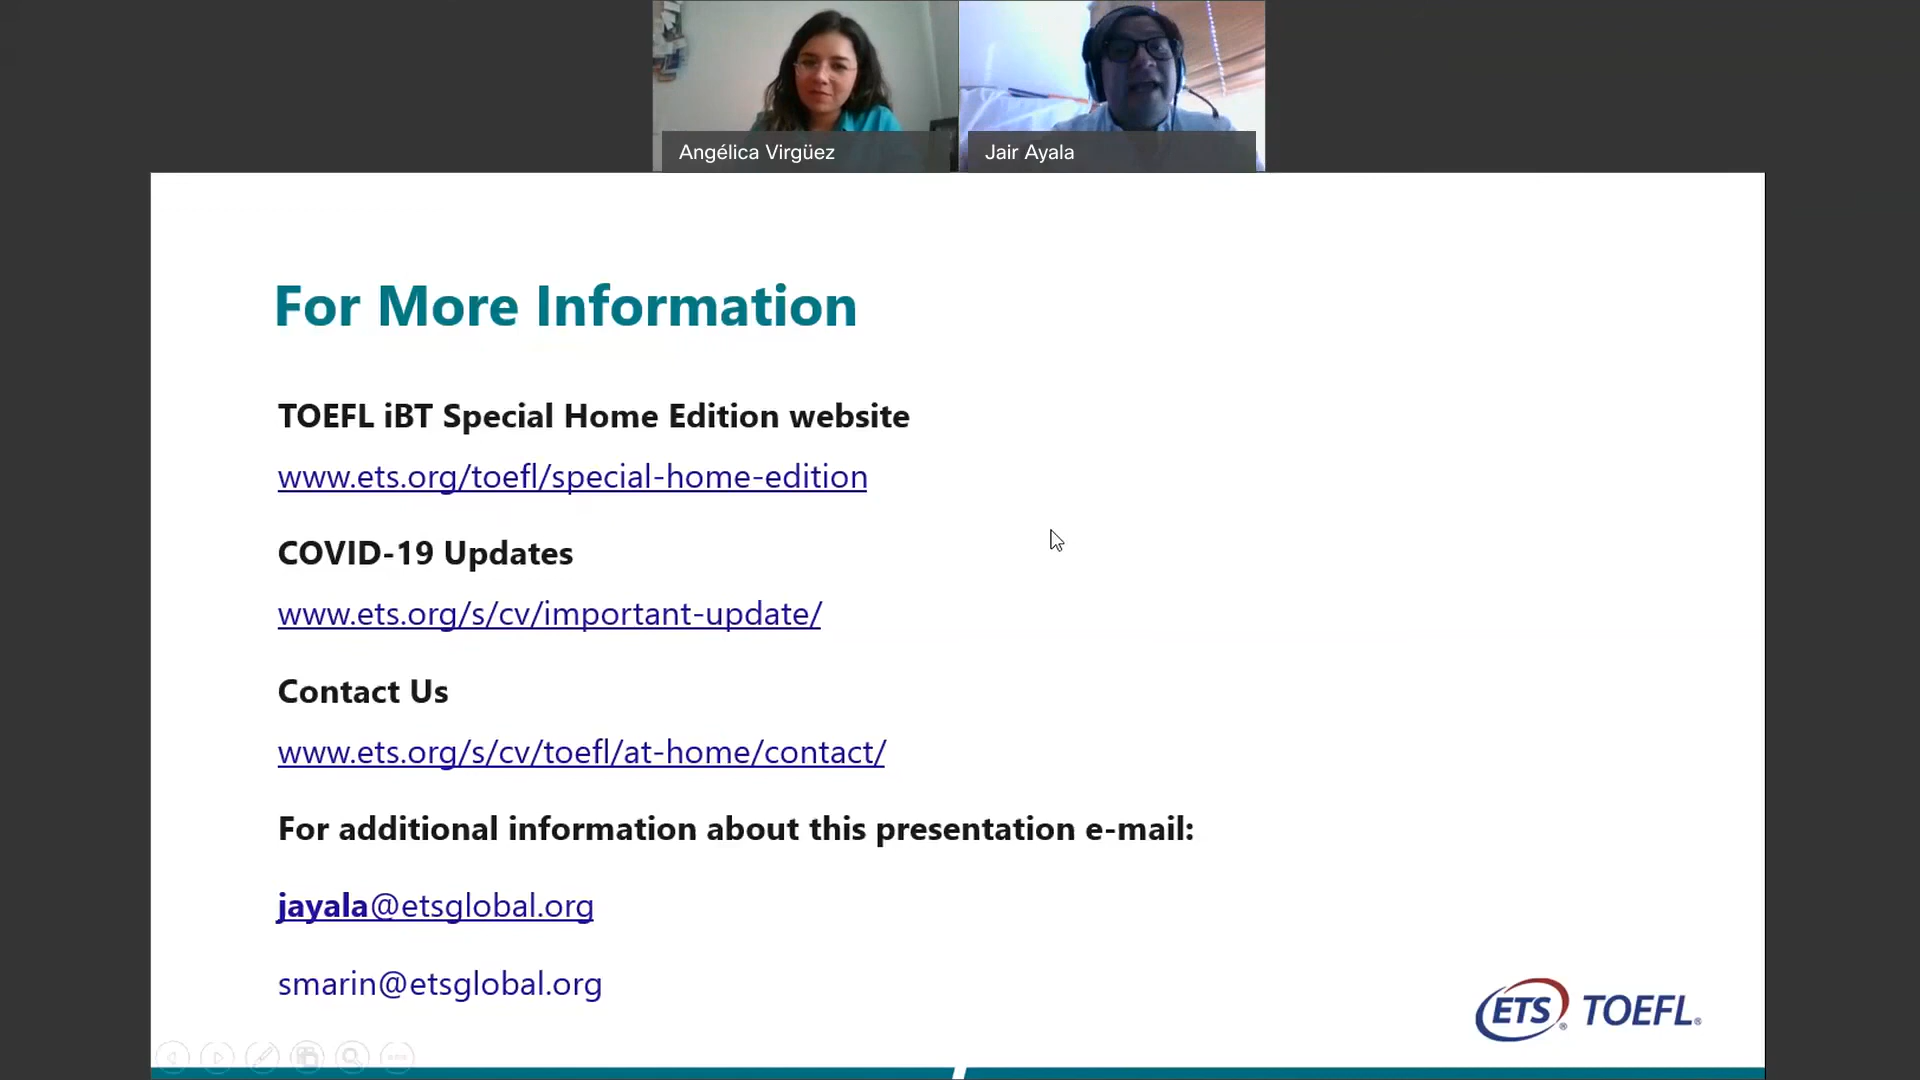 Angélica Virgüez
Jair Ayala
For More Information
TOEFL iBT Special Home Edition website
www.ets.org/toefl/special-home-edition
COVID-19 Updates
www.ets.org/s/cv/important-update/
Contact Us
www.ets.org/s/cv/toefl/at-home/contact/
For additional information about this presentation e-mail:
jayala@etsglobal.org
smarin@etsglobal.org
ETS® TOEFL®